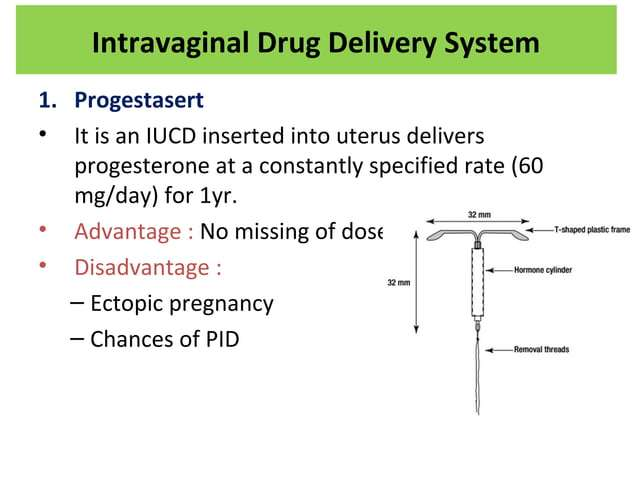 Intravaginal Drug Delivery System
1. Progestasert
• It is an IUCD inserted into uterus delivers
progesterone at a constantly specified rate (60
mg/day) for 1yr.
• Advantage : No missing of dose
• Disadvantage :
– Ectopic pregnancy
– Chances of PID
32 mm
T-shaped plastic frame
Hormone cylinder
32 mm
Removal threads